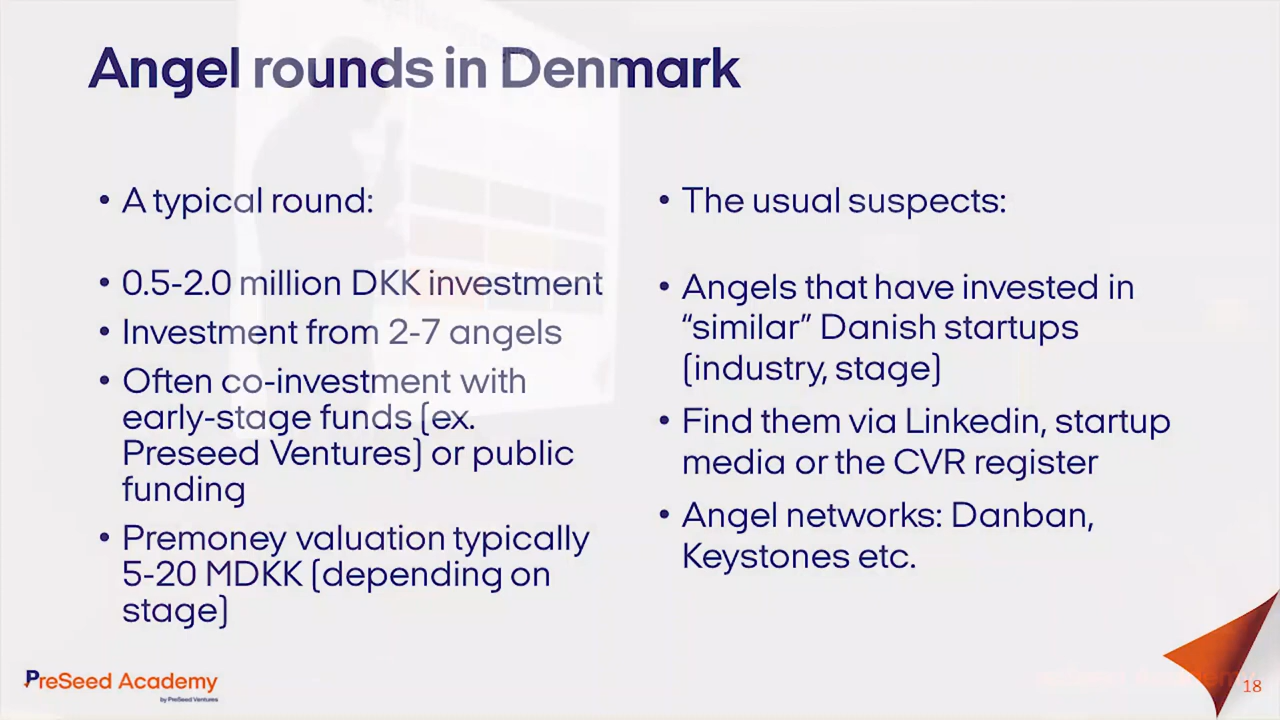 Angel rounds in Denmark
• A typical round:
• 0.5-2.0 million DKK investment
• Investment from 2-7 angels
• Often co-investment with
early-stage funds (ex.
Preseed Ventures) or public
funding
• Premoney valuation typically
5-20 MDKK (depending on
stage)
• The usual suspects:
• Angels that have invested in
“similar” Danish startups
(industry, stage)
• Find them via Linkedin, startup
media or the CVR register
• Angel networks: Danban,
Keystones etc.
PreSeed Academy
by PreSeed Ventures
18